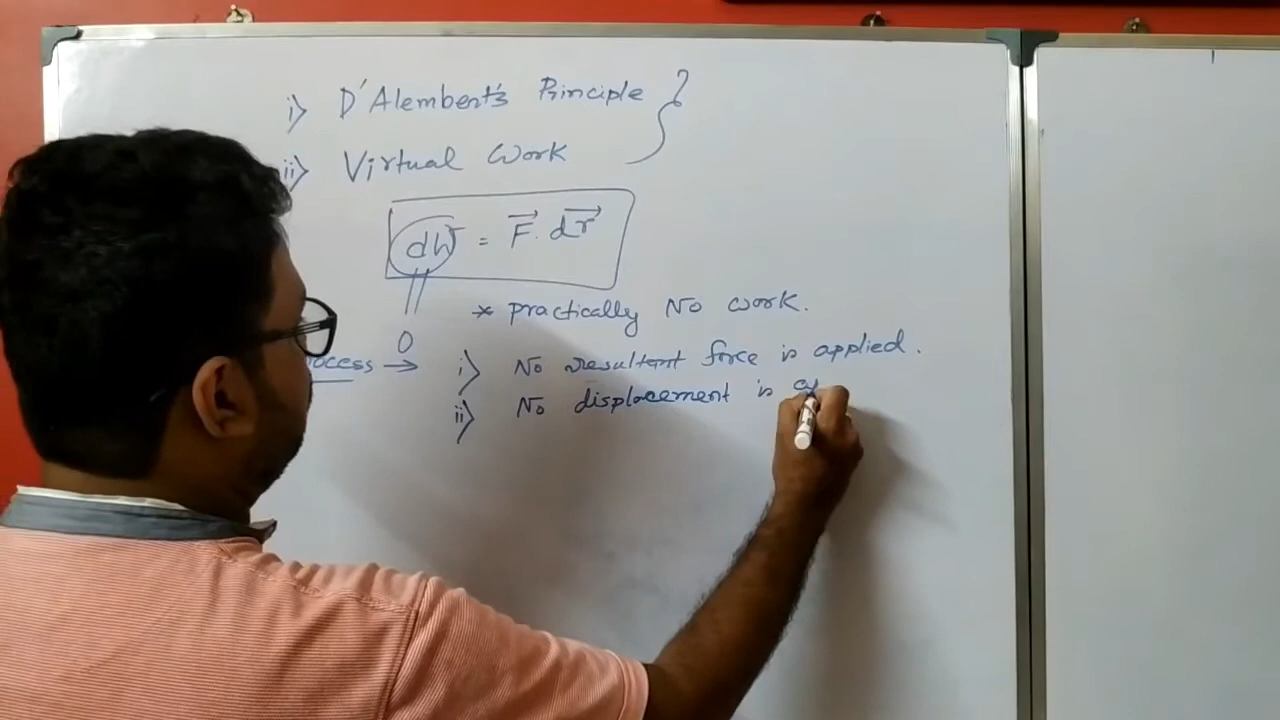 i) D'Alembert's Principle
ii) Virtual Work
dW = F⃗. dr⃗
* practically No work.
0
→ i) No resultant force is applied.
ii) No displacement is